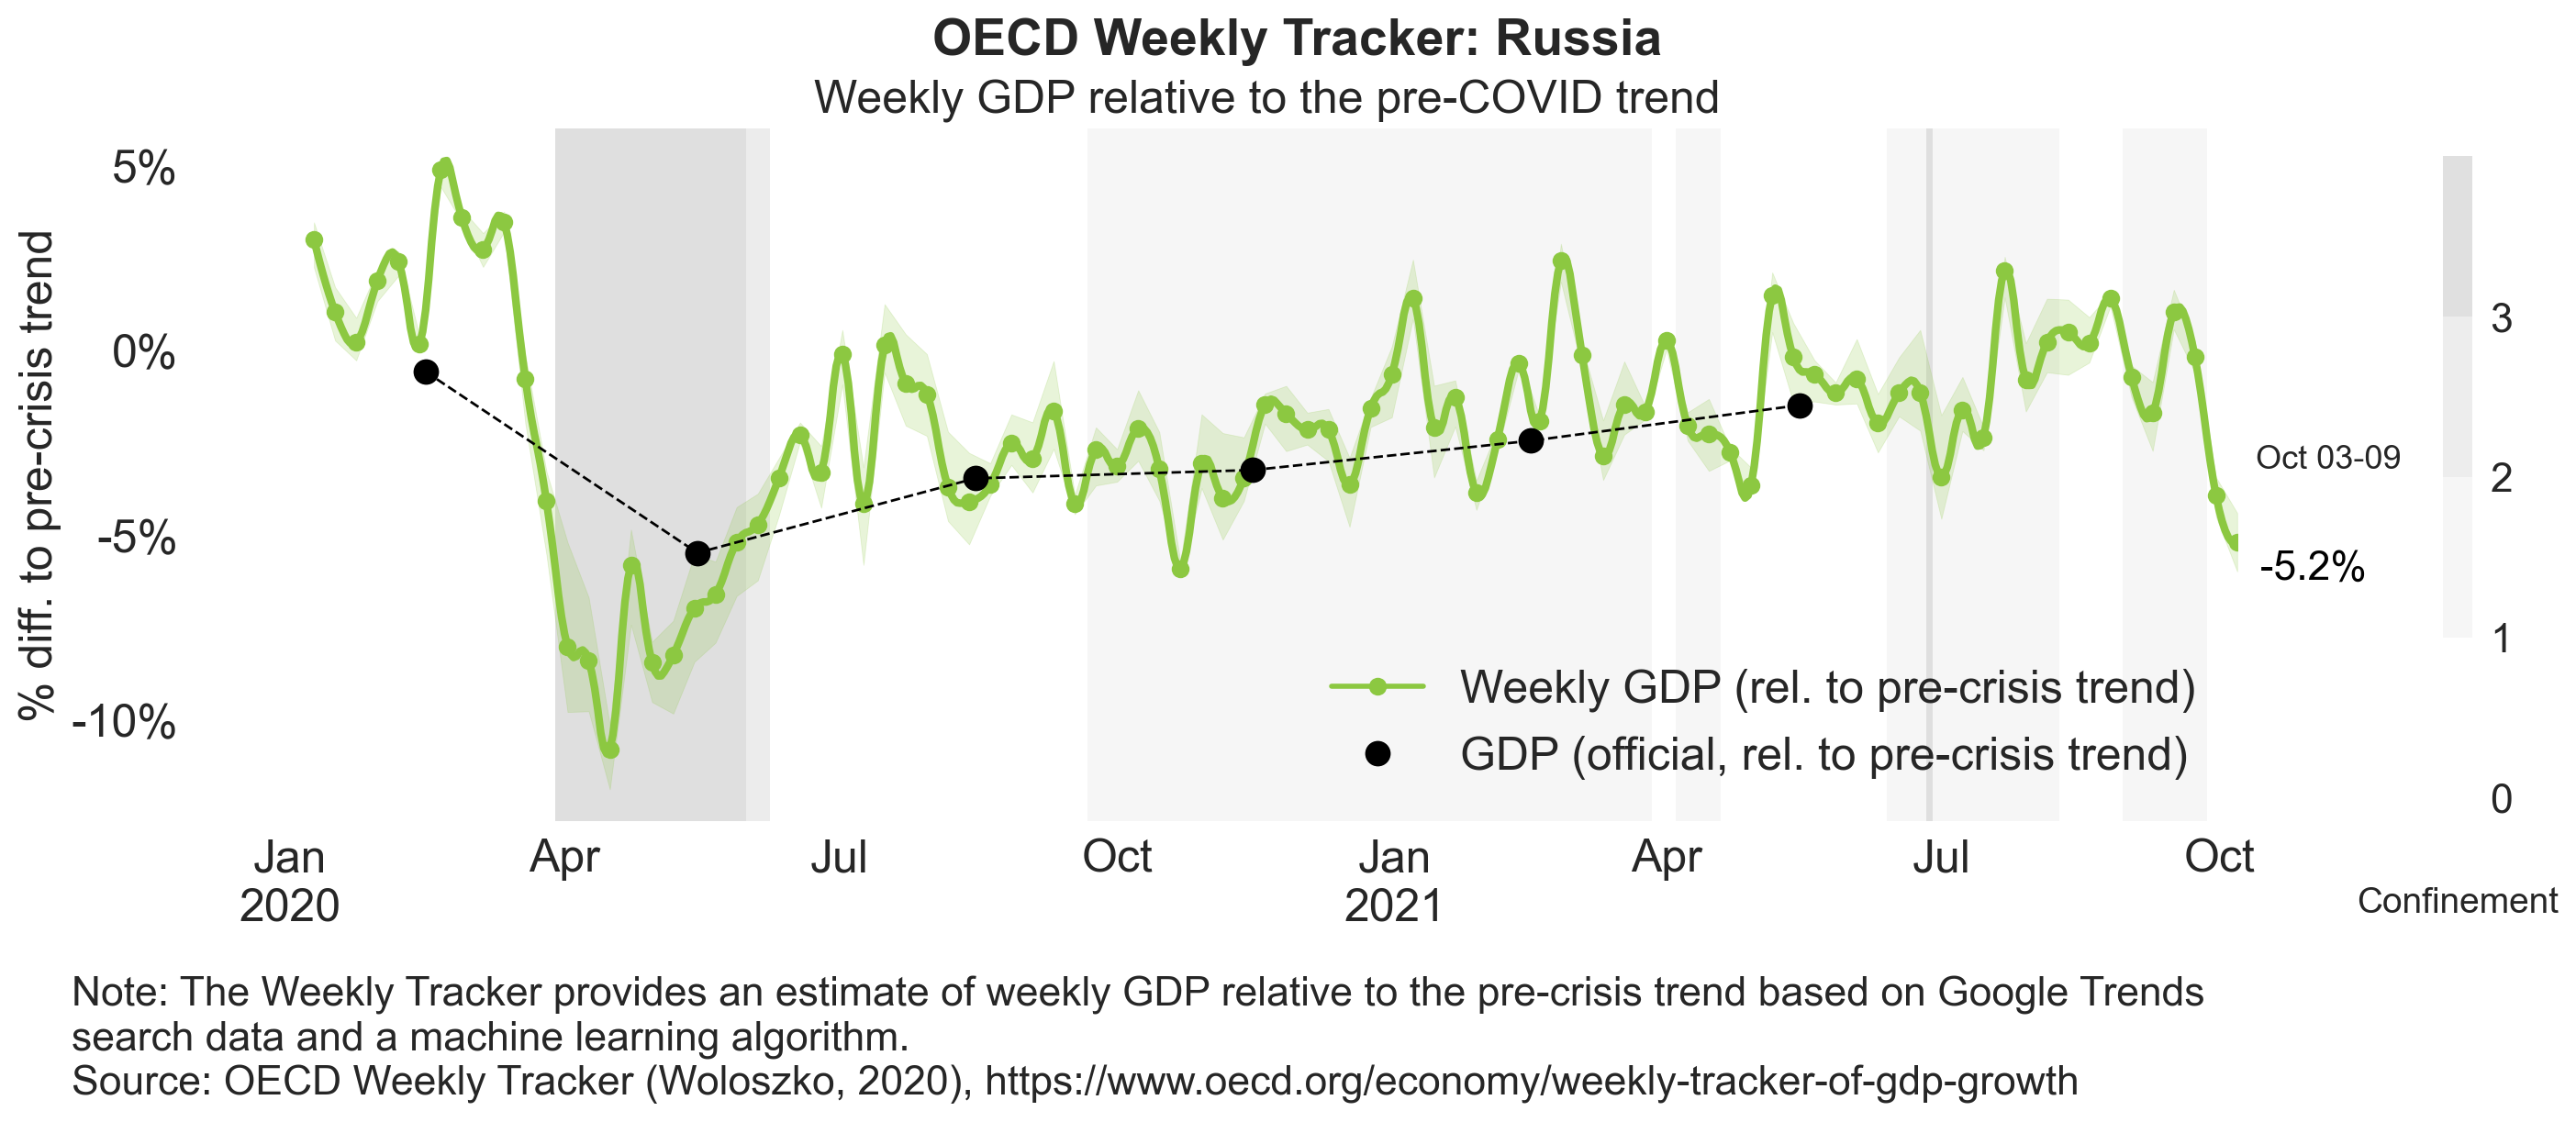 OECD Weekly Tracker: Russia
Weekly GDP relative to the pre-COVID trend
% diff. to pre-crisis trend
5%
0%
-5%
-10%
Oct 03-09
-5.2%
Weekly GDP (rel. to pre-crisis trend)
GDP (official, rel. to pre-crisis trend)
3
2
1
0
Confinement
Jan Apr Jul Oct Jan Apr Jul Oct
2020 2021
Note: The Weekly Tracker provides an estimate of weekly GDP relative to the pre-crisis trend based on Google Trends
search data and a machine learning algorithm.
Source: OECD Weekly Tracker (Woloszko, 2020), https://www.oecd.org/economy/weekly-tracker-of-gdp-growth